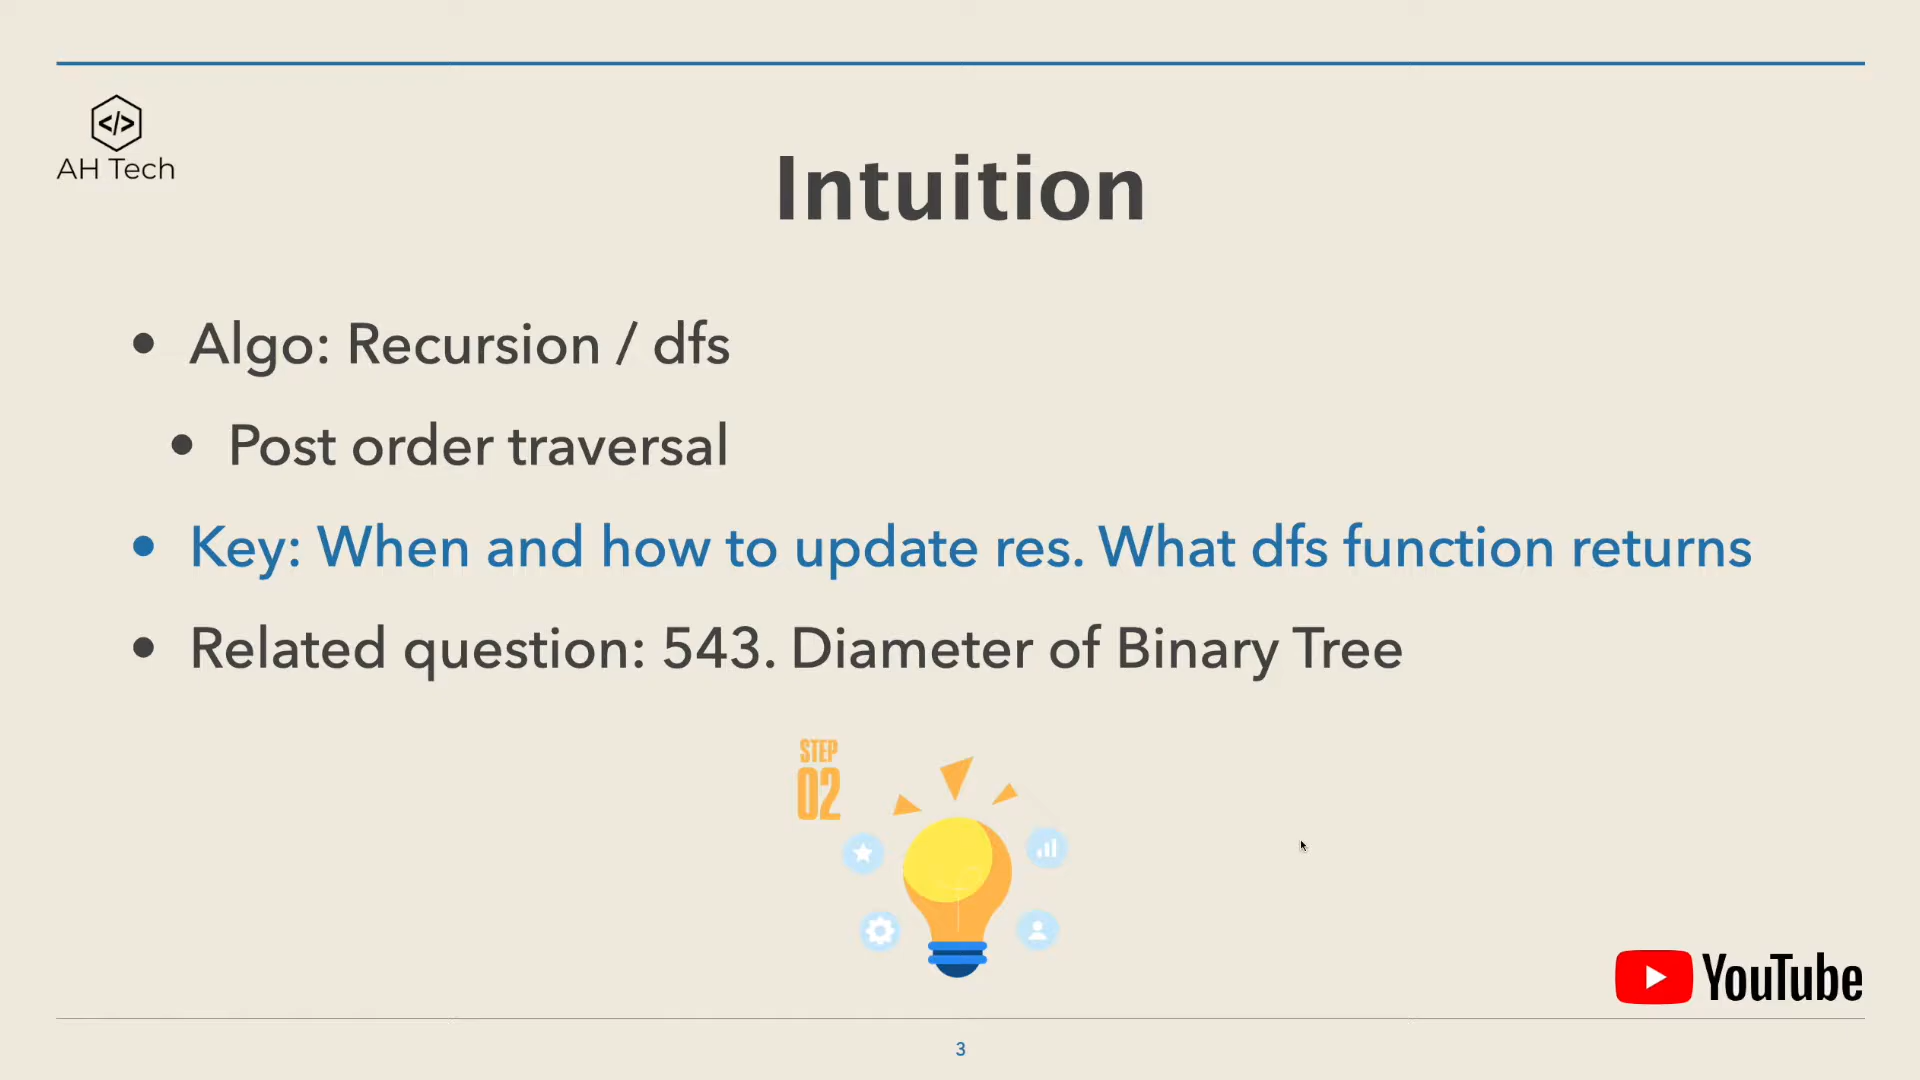 </> 
AH Tech
Intuition
• Algo: Recursion / dfs
• Post order traversal
• Key: When and how to update res. What dfs function returns
• Related question: 543. Diameter of Binary Tree
STEP
02
YouTube
3